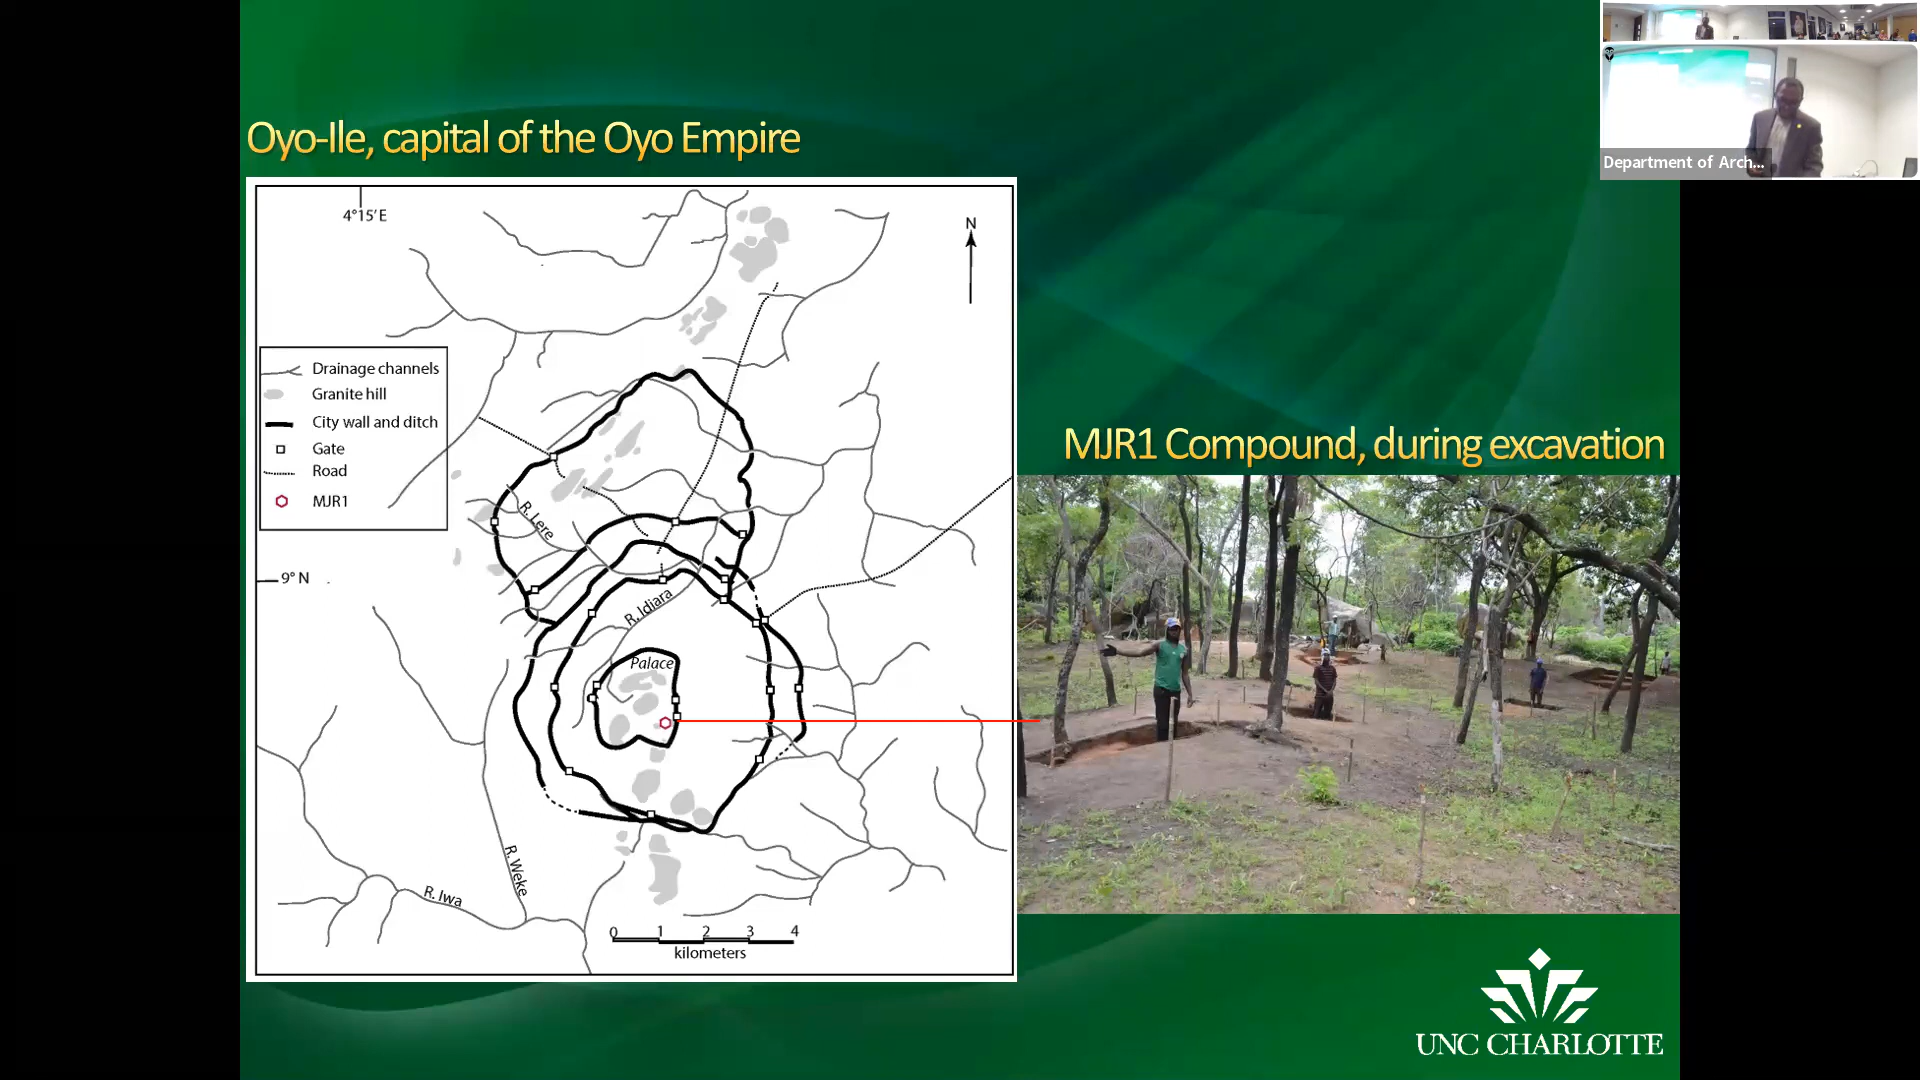 Oyo-Ile, capital of the Oyo Empire
4°15'E
N
Drainage channels
Granite hill
City wall and ditch
Gate
Road
MJR1
9° N
R. Lere
R. Idiara
Palace
R. Weke
R. Iwa
0 1 2 3 4
kilometers
MJR1 Compound, during excavation
UNC CHARLOTTE
Department of Arch...